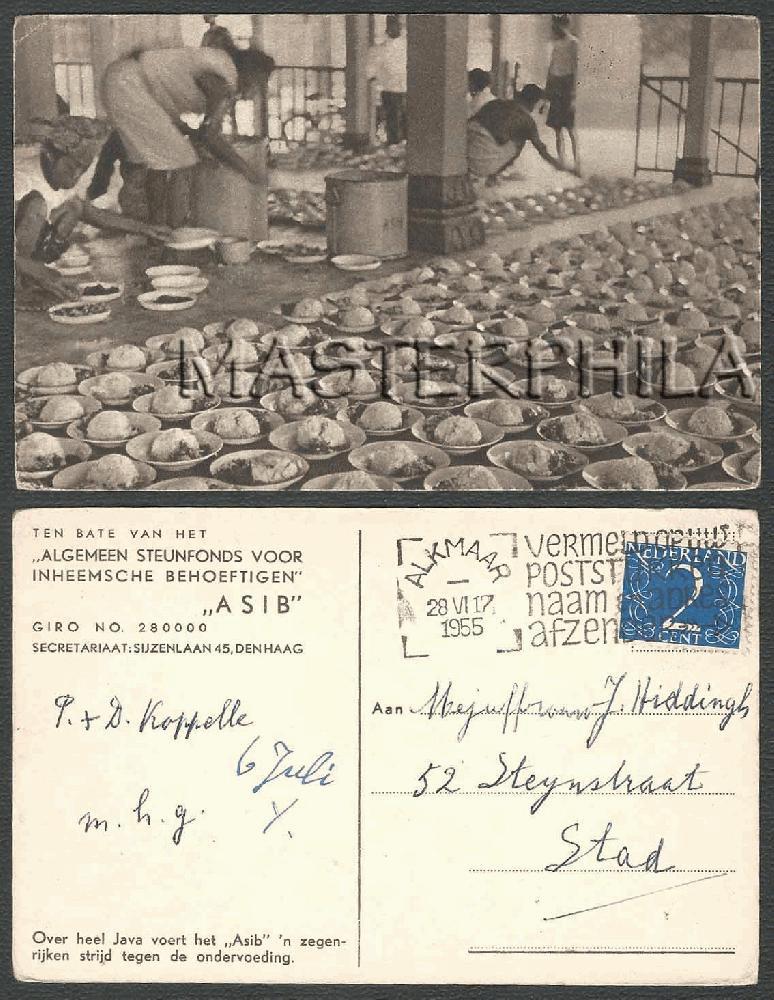 MASTERPHILA
TEN BATE VAN HET
„ALGEMEEN STEUNFONDS VOOR
INHEEMSCHE BEHOEFTIGEN"
„ASIB"
GIRO NO. 280000
SECRETARIAAT: SIJZENLAAN 45, DEN HAAG
P. + D. Koppelle
6 Juli
m. h. g.
Over heel Java voert het „Asib" 'n zegen-
rijken strijd tegen de ondervoeding.
ALKMAAR
28 VI 17
1955
POSTST
naam
afzen
NEDERLAND
2
CENT
Aan Mejuffrouw J. Hiddingh
52 Steynstraat
Stad